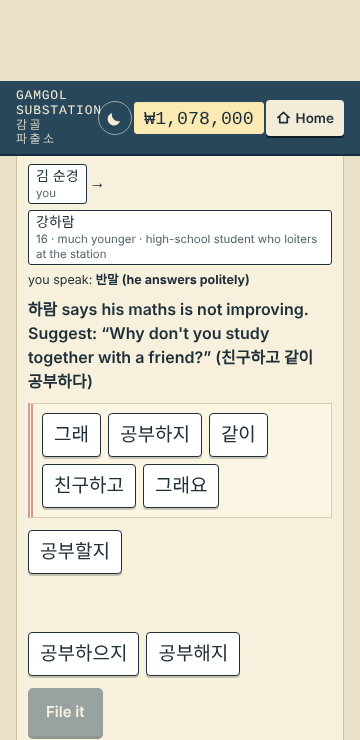 GAMGOL
SUBSTATION
감골
파출소
₩1,078,000
Home
김 순경
you
→
강하람
16 · much younger · high-school student who loiters
at the station
you speak: 반말 (he answers politely)
하람 says his maths is not improving.
Suggest: “Why don't you study
together with a friend?” (친구하고 같이
공부하다)
그래 공부하지 같이
친구하고 그래요
공부할지
공부하으지 공부해지
File it